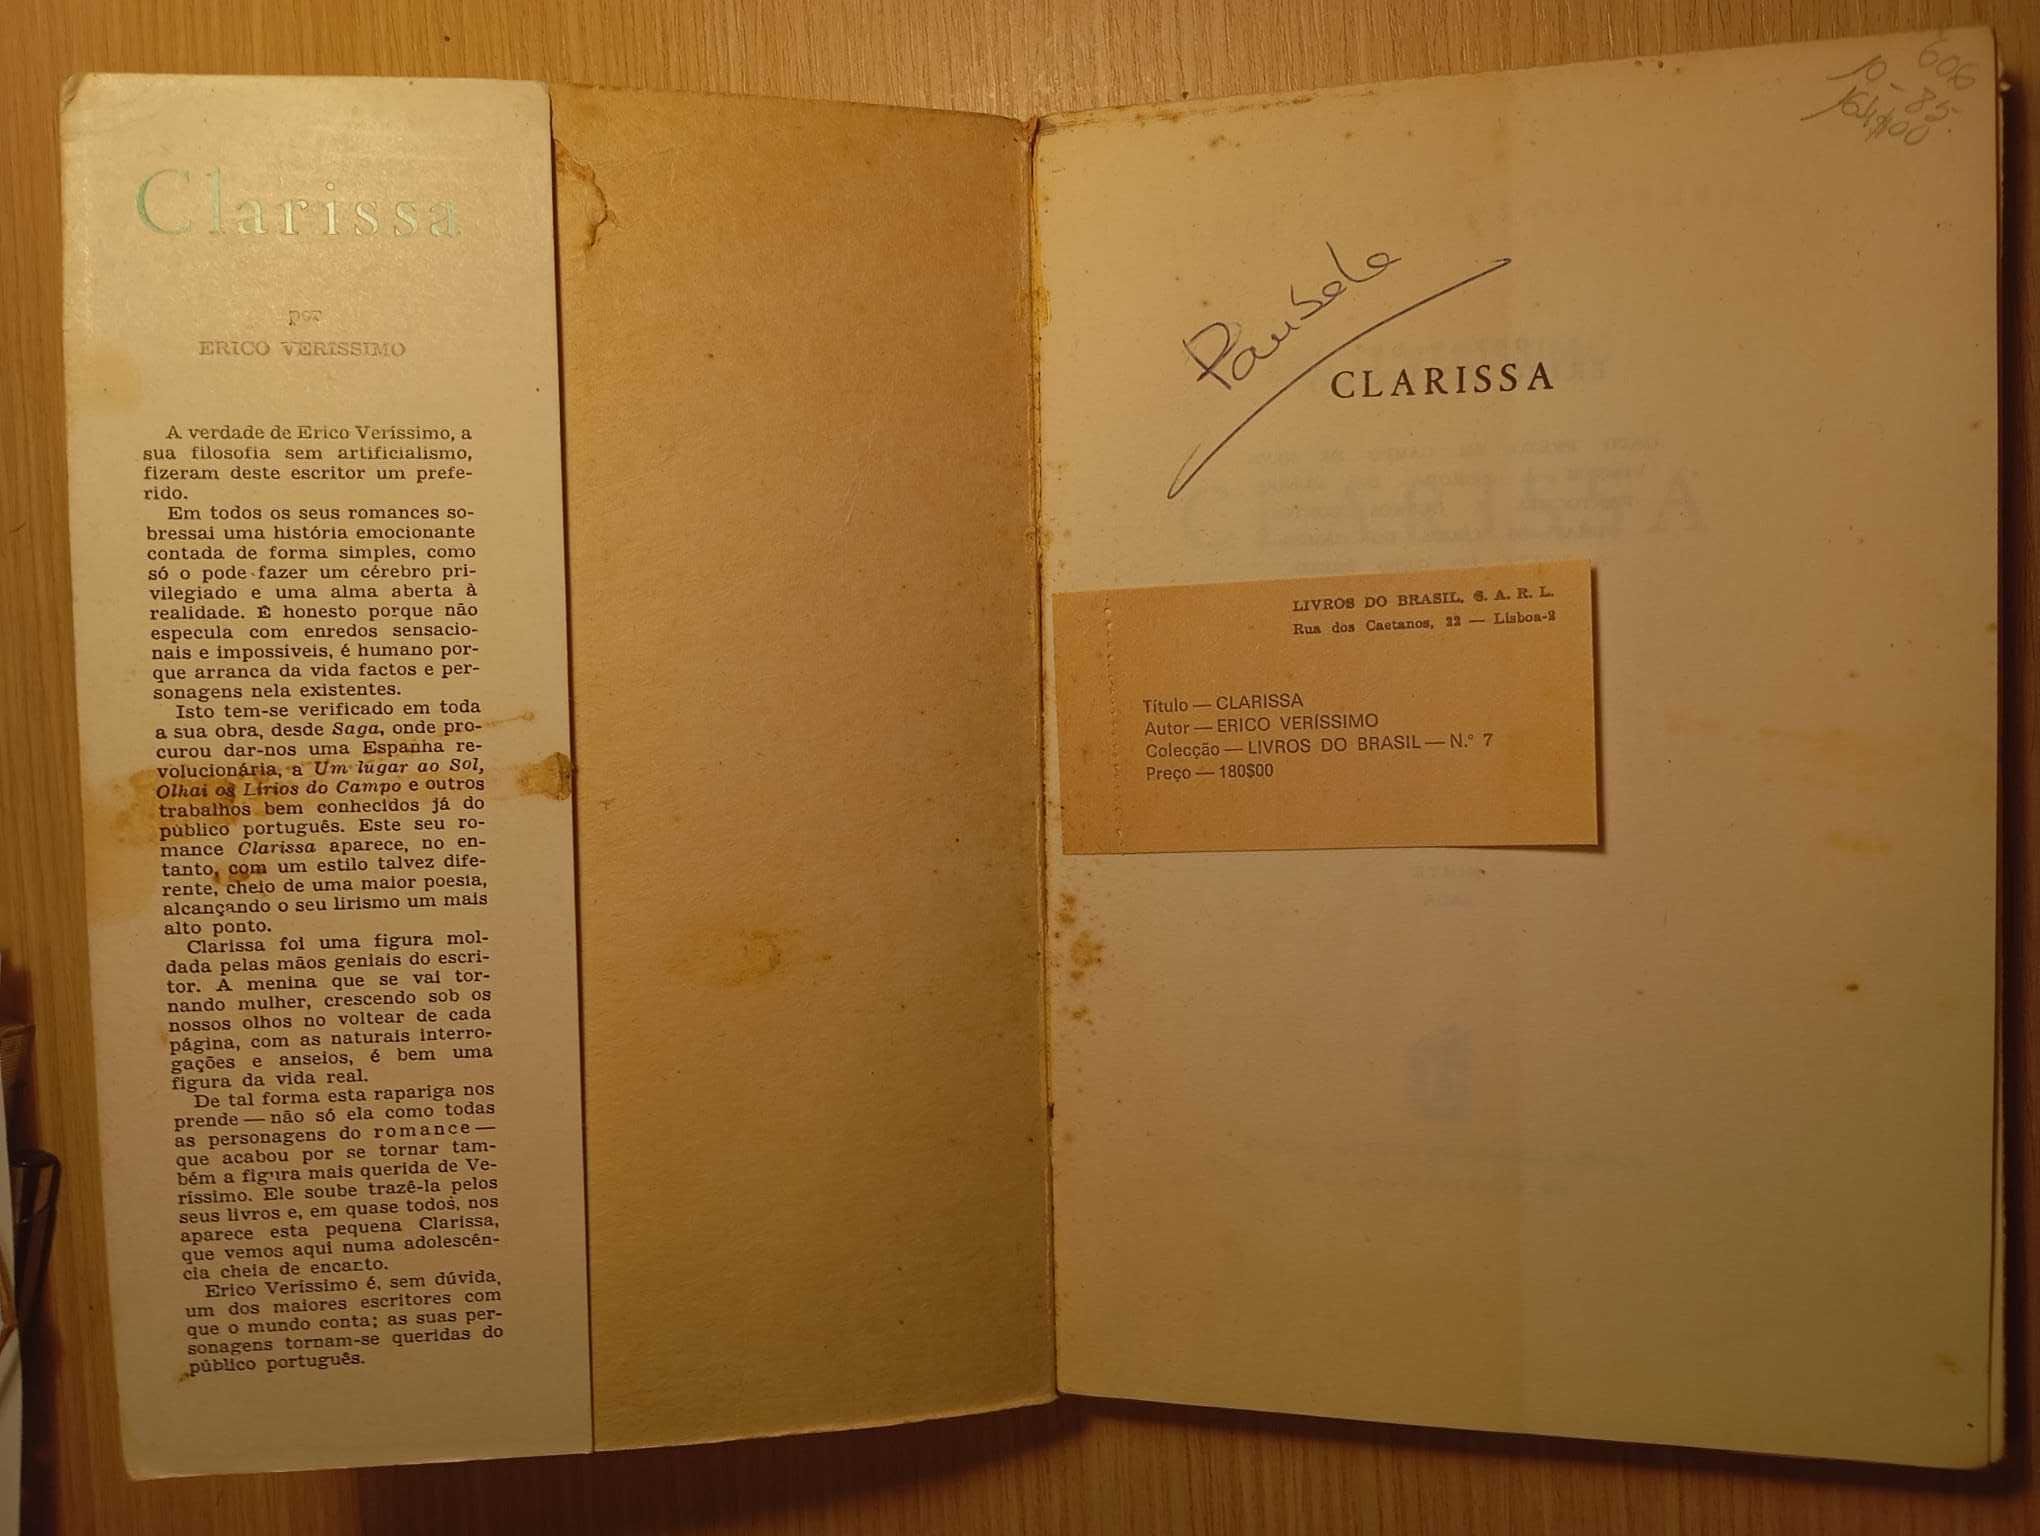 Clarissa
por
ERICO VERISSIMO
A verdade de Erico Veríssimo, a
sua filosofia sem artificialismo,
fizeram deste escritor um prefe-
rido.
Em todos os seus romances so-
bressai uma história emocionante
contada de forma simples, como
só o pode fazer um cérebro pri-
vilegiado e uma alma aberta à
realidade. É honesto porque não
especula com enredos sensacio-
nais e impossiveis, é humano por-
que arranca da vida factos e per-
sonagens nela existentes.
Isto tem-se verificado em toda
a sua obra, desde Saga, onde pro-
curou dar-nos uma Espanha re-
volucionária, a Um lugar ao Sol,
Olhai os Lírios do Campo e outros
trabalhos bem conhecidos já do
público português. Este seu ro-
mance Clarissa aparece, no en-
tanto, com um estilo talvez dife-
rente, cheio de uma maior poesia,
alcançando o seu lirismo um mais
alto ponto.
Clarissa foi uma figura mol-
dada pelas mãos geniais do escri-
tor. A menina que se vai tor-
nando mulher, crescendo sob os
nossos olhos no voltear de cada
página, com as naturais interro-
gações e anseios, é bem uma
figura da vida real.
De tal forma esta rapariga nos
prende — não só ela como todas
as personagens do romance —
que acabou por se tornar tam-
bém a figura mais querida de Ve-
ríssimo. Ele soube trazê-la pelos
seus livros e, em quase todos, nos
aparece esta pequena Clarissa,
que vemos aqui numa adolescên-
cia cheia de encanto.
Erico Veríssimo é, sem dúvida,
um dos maiores escritores com
que o mundo conta; as suas per-
sonagens tornam-se queridas do
público português.
606
10-85
CLARISSA
LIVROS DO BRASIL, S. A. R. L.
Rua dos Caetanos, 22 — Lisboa-2
Título — CLARISSA
Autor — ERICO VERÍSSIMO
Colecção — LIVROS DO BRASIL — N.º 7
Preço — 180$00